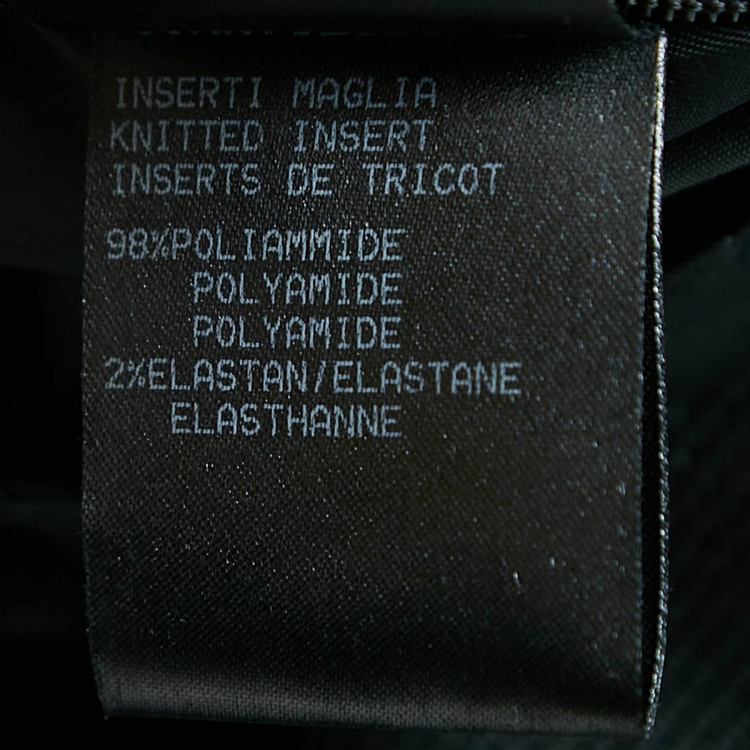 INSERTI MAGLIA
KNITTED INSERT
INSERTS DE TRICOT
98%POLIAMMIDE
POLYAMIDE
POLYAMIDE
2%ELASTAN/ELASTANE
ELASTHANNE